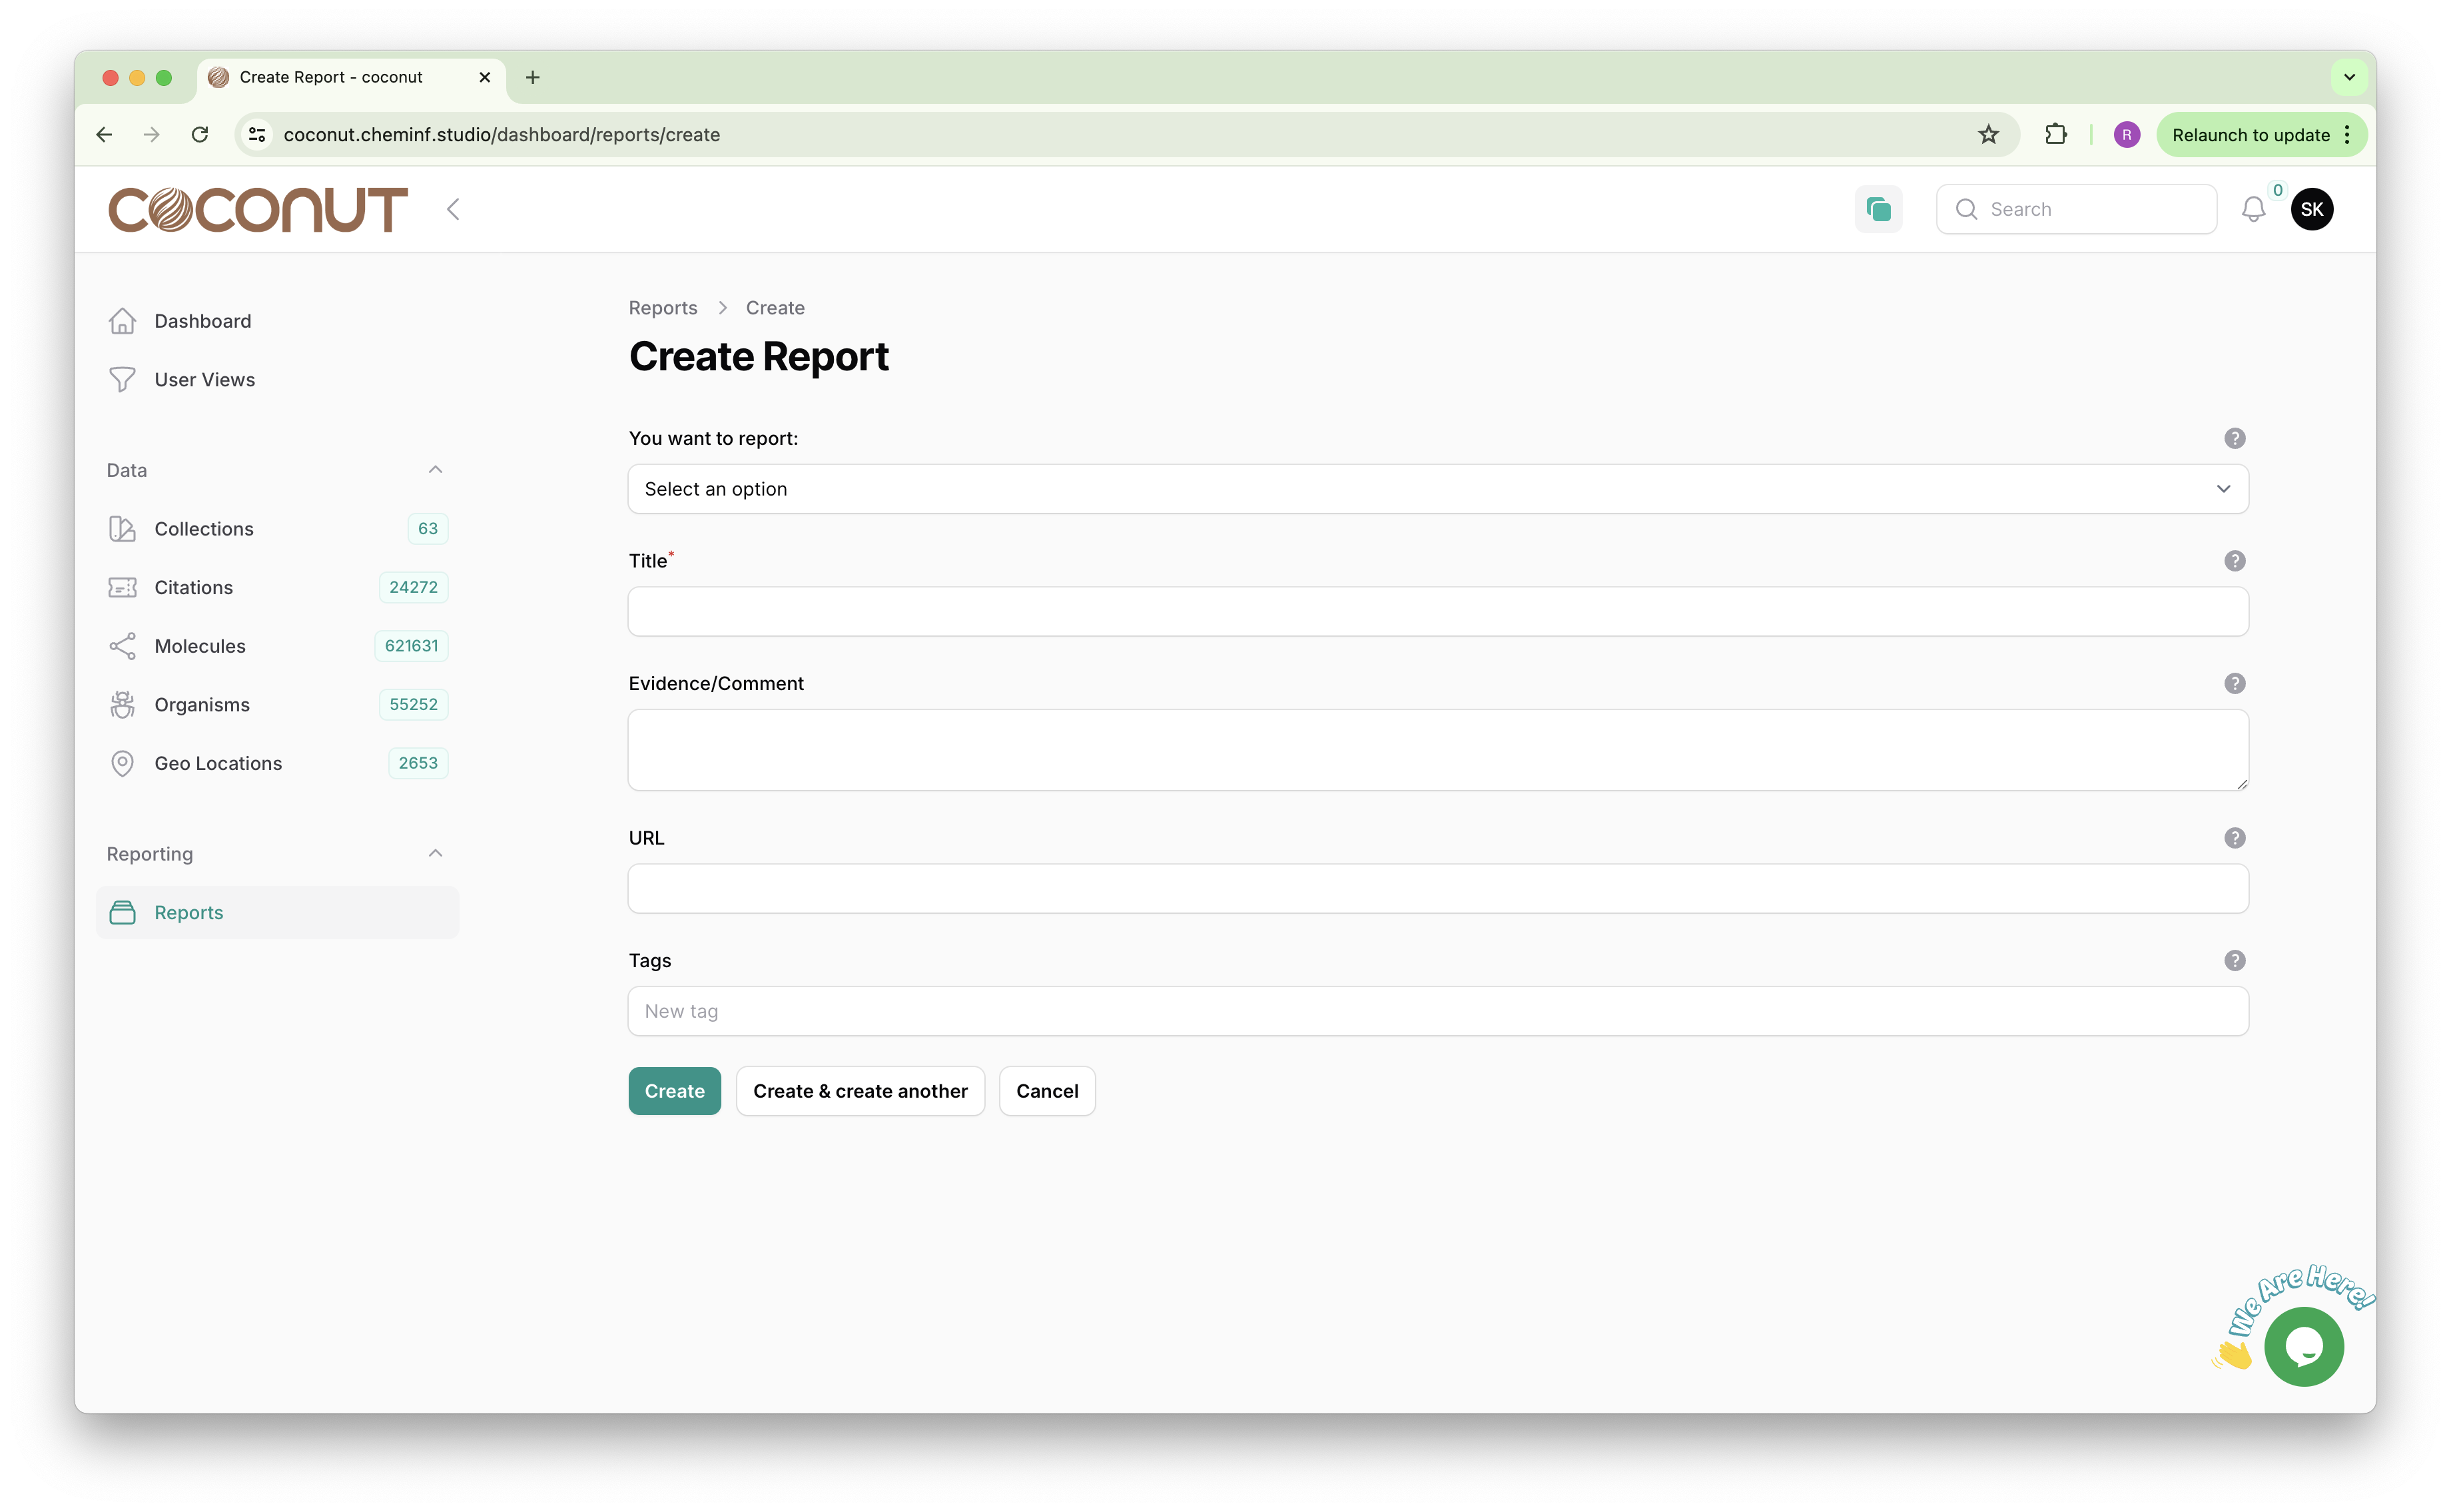 Create Report - coconut
coconut.cheminf.studio/dashboard/reports/create
R
Relaunch to update
COCONUT
Search
0
SK
Dashboard
User Views
Data
Collections 63
Citations 24272
Molecules 621631
Organisms 55252
Geo Locations 2653
Reporting
Reports
Reports > Create
Create Report
You want to report:
?
Select an option
Title*
?
Evidence/Comment
?
URL
?
Tags
?
New tag
Create
Create & create another
Cancel
We Are Here!